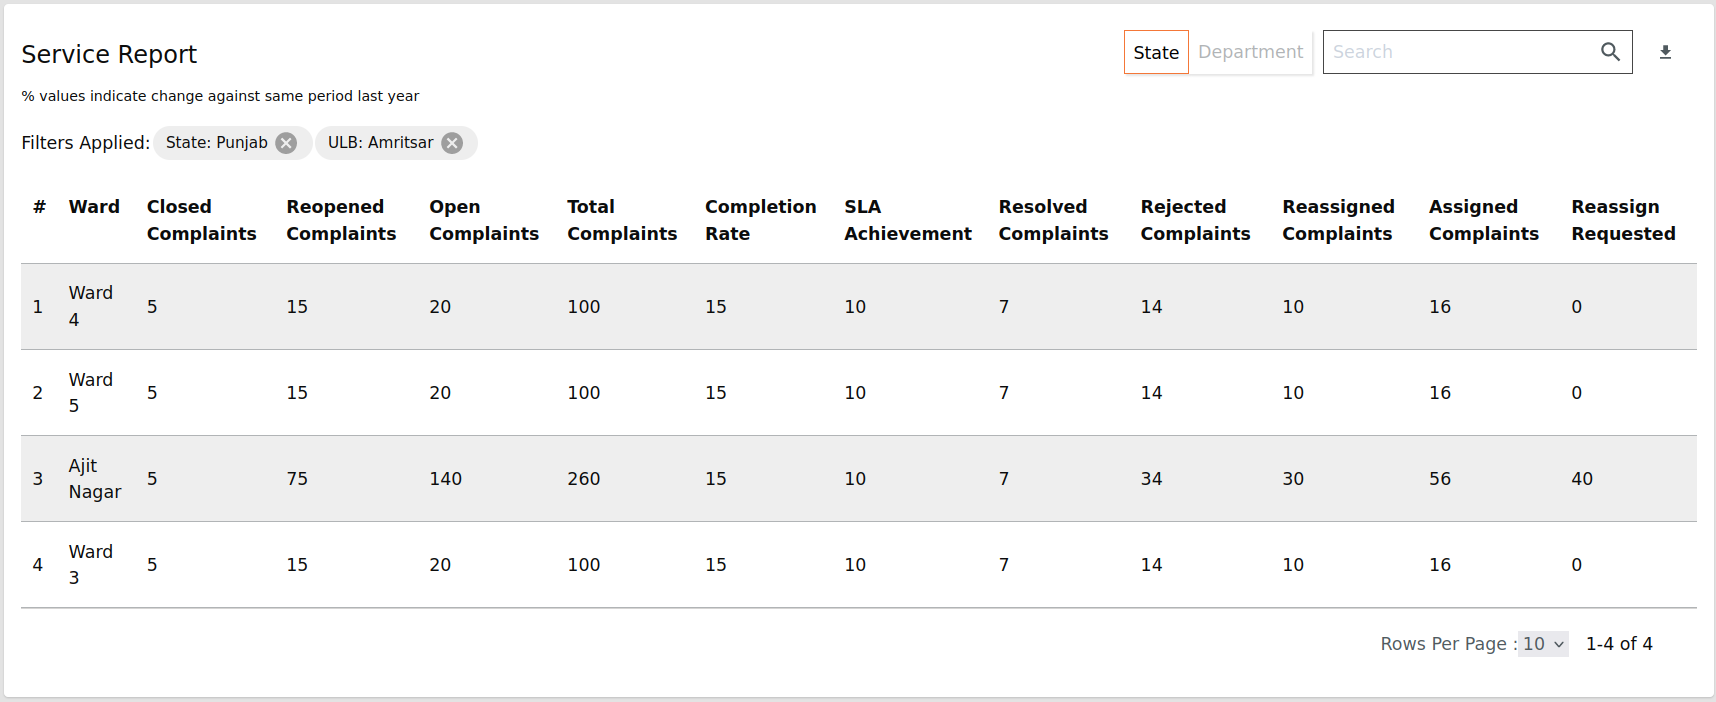 Service Report
State Department Search
% values indicate change against same period last year
Filters Applied: State: Punjab ULB: Amritsar
# Ward Closed Complaints Reopened Complaints Open Complaints Total Complaints Completion Rate SLA Achievement Resolved Complaints Rejected Complaints Reassigned Complaints Assigned Complaints Reassign Requested
1 Ward 4 5 15 20 100 15 10 7 14 10 16 0
2 Ward 5 5 15 20 100 15 10 7 14 10 16 0
3 Ajit Nagar 5 75 140 260 15 10 7 34 30 56 40
4 Ward 3 5 15 20 100 15 10 7 14 10 16 0
Rows Per Page : 10 1-4 of 4